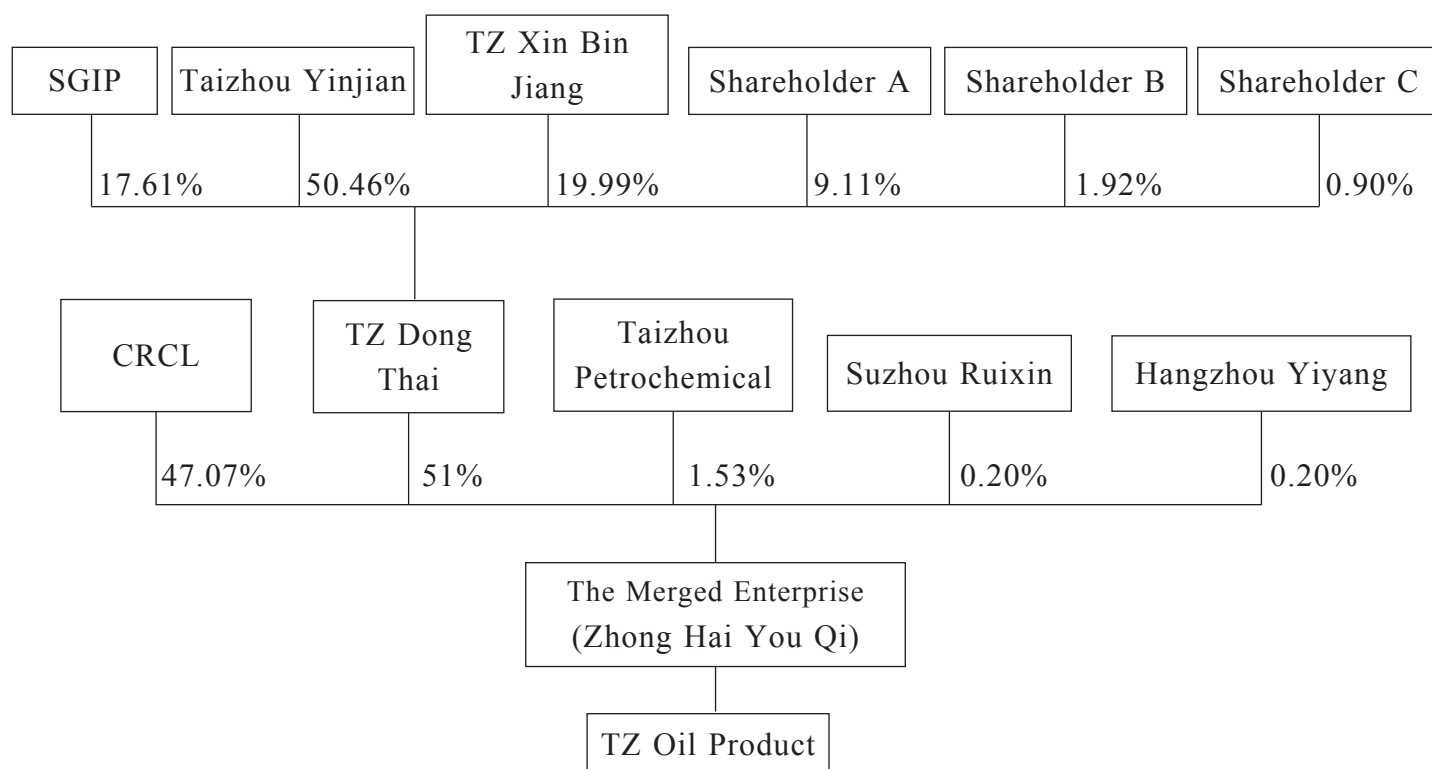 SGIP
Taizhou Yinjian
TZ Xin Bin
Jiang
Shareholder A
Shareholder B
Shareholder C
17.61%
50.46%
19.99%
9.11%
1.92%
0.90%
CRCL
TZ Dong
Thai
Taizhou
Petrochemical
Suzhou Ruixin
Hangzhou Yiyang
47.07%
51%
1.53%
0.20%
0.20%
The Merged Enterprise
(Zhong Hai You Qi)
TZ Oil Product